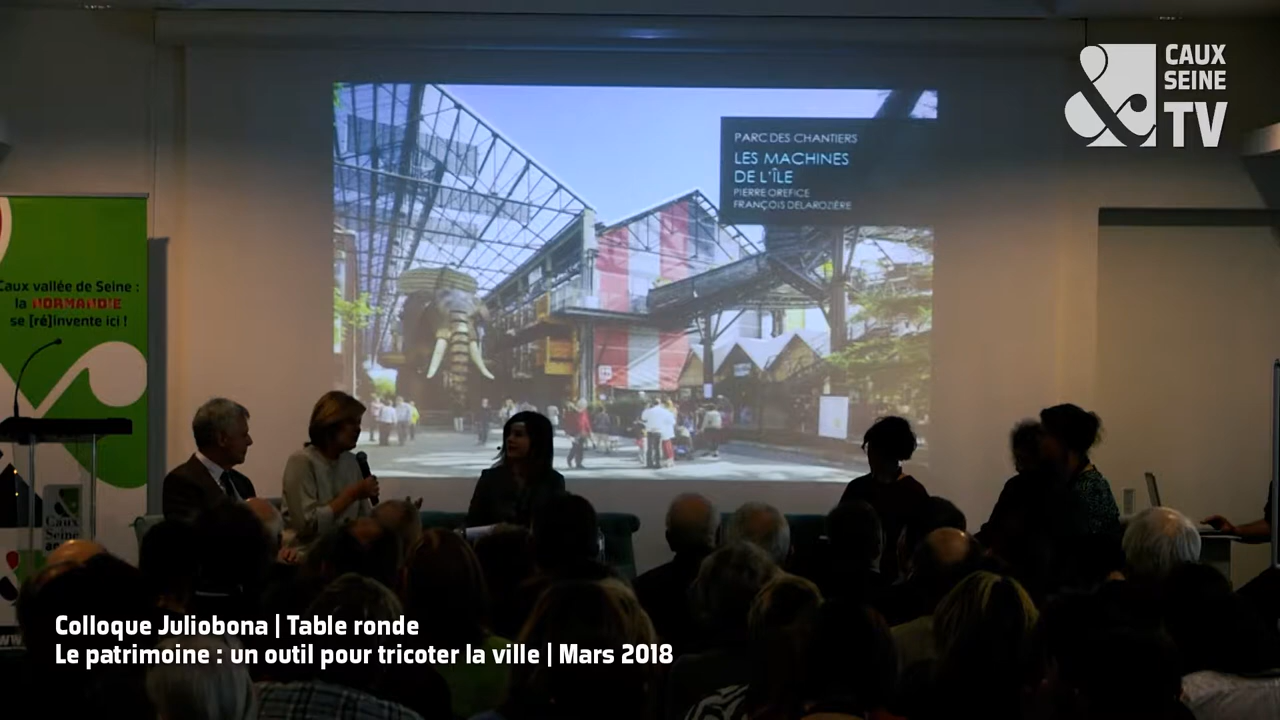 CAUX
SEINE
TV
PARC DES CHANTIERS
LES MACHINES
DE L'ÎLE
PIERRE OREFICE
FRANÇOIS DELAROZIÈRE
Caux vallée de Seine :
la NORMANDIE
se [ré]invente ici !
Caux
Seine
Colloque Juliobona | Table ronde
Le patrimoine : un outil pour tricoter la ville | Mars 2018